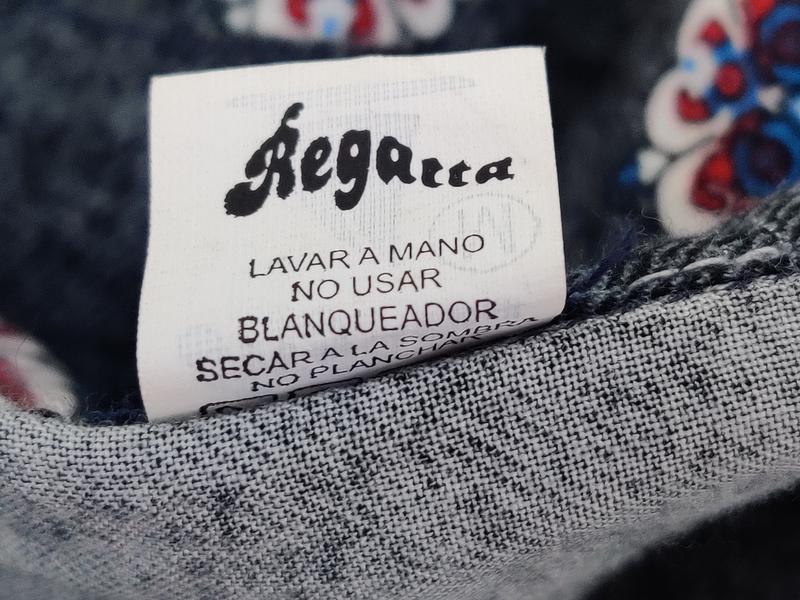 Regatta
LAVAR A MANO
NO USAR
BLANQUEADOR
SECAR A LA SOMBRA
NO PLANCHAR